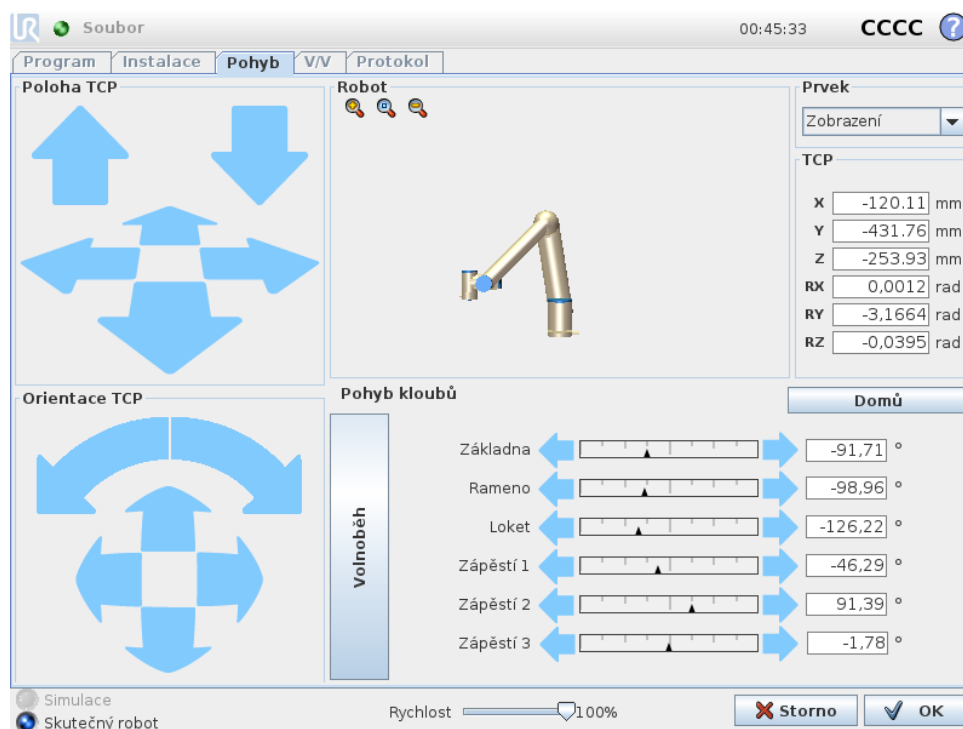 UR Soubor 00:45:33 CCCC ?
Program Instalace Pohyb V/V Protokol
Poloha TCP
Robot
Prvek
Zobrazení
TCP
X -120.11 mm
Y -431.76 mm
Z -253.93 mm
RX 0,0012 rad
RY -3,1664 rad
RZ -0,0395 rad
Orientace TCP
Pohyb kloubů
Domů
Volnoběh
Základna -91,71 °
Rameno -98,96 °
Loket -126,22 °
Zápěstí 1 -46,29 °
Zápěstí 2 91,39 °
Zápěstí 3 -1,78 °
Simulace
Skutečný robot
Rychlost 100%
Storno
OK